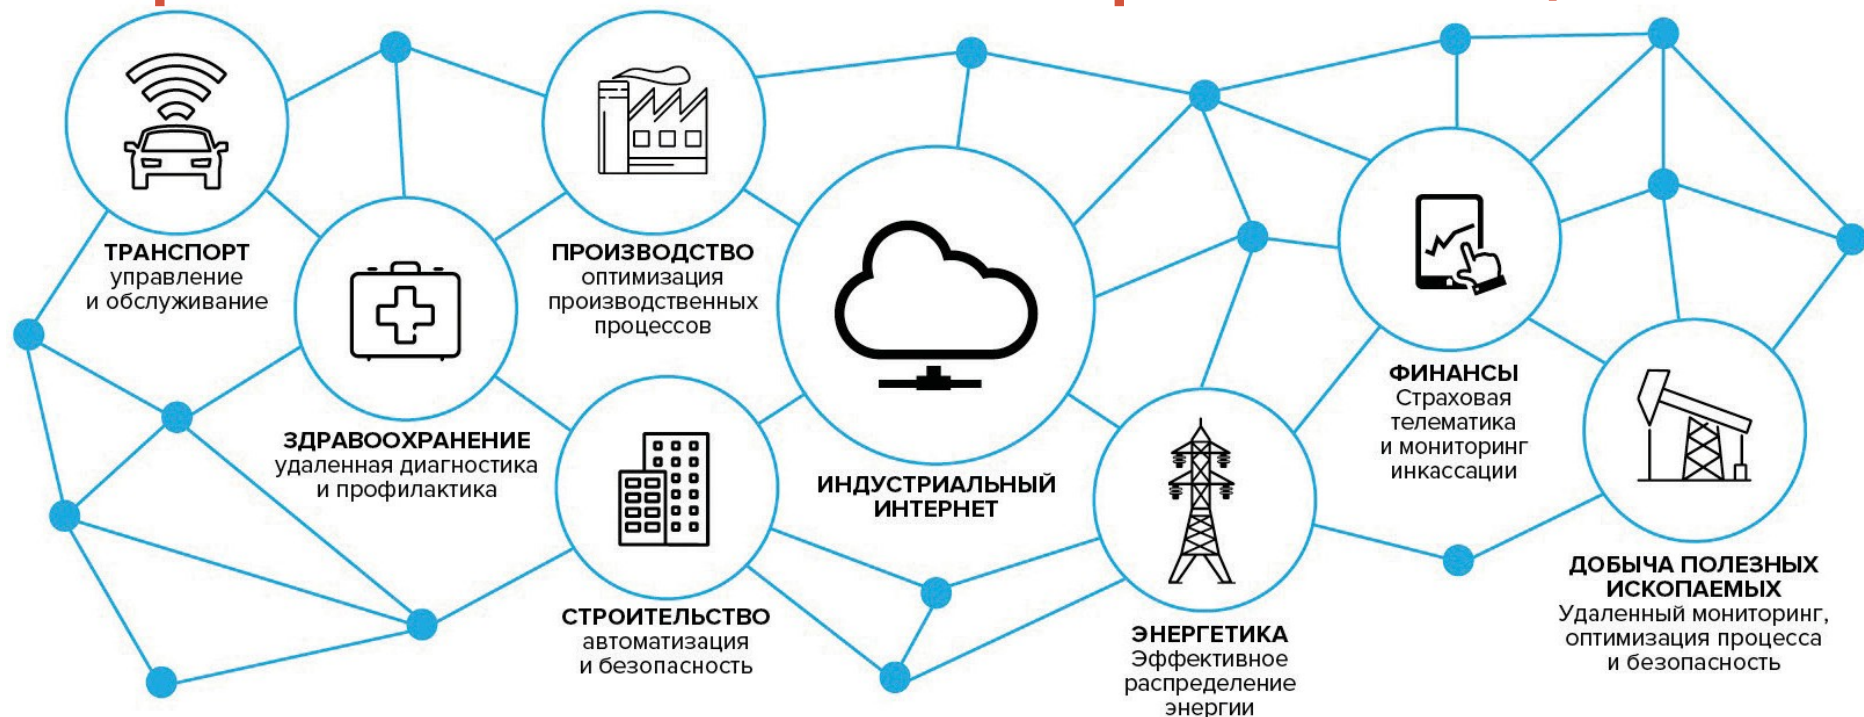 ТРАНСПОРТ
управление
и обслуживание
ЗДРАВООХРАНЕНИЕ
удаленная диагностика
и профилактика
ПРОИЗВОДСТВО
оптимизация
производственных
процессов
СТРОИТЕЛЬСТВО
автоматизация
и безопасность
ИНДУСТРИАЛЬНЫЙ
ИНТЕРНЕТ
ЭНЕРГЕТИКА
Эффективное
распределение
энергии
ФИНАНСЫ
Страховая
телематика
и мониторинг
инкассации
ДОБЫЧА ПОЛЕЗНЫХ
ИСКОПАЕМЫХ
Удаленный мониторинг,
оптимизация процесса
и безопасность